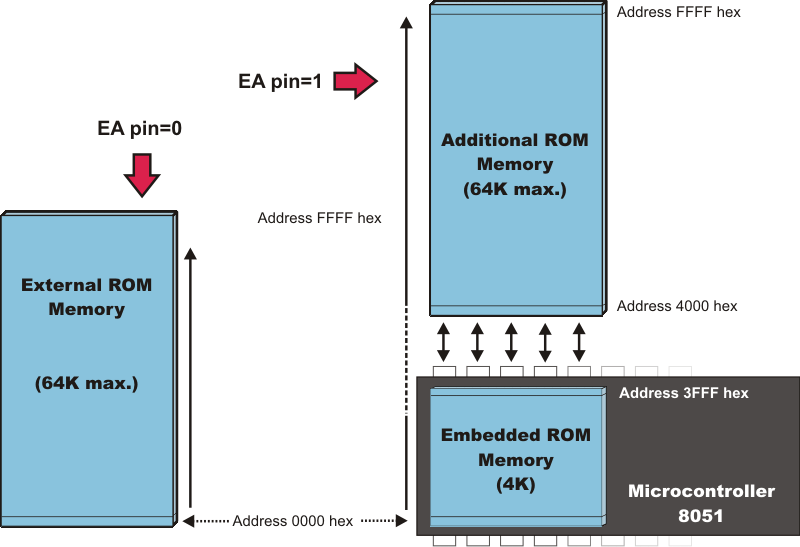 Address FFFF hex
EA pin=1
EA pin=0
Additional ROM
Memory
(64K max.)
Address FFFF hex
External ROM
Memory
(64K max.)
Address 4000 hex
Address 3FFF hex
Embedded ROM
Memory
(4K)
Microcontroller
8051
Address 0000 hex